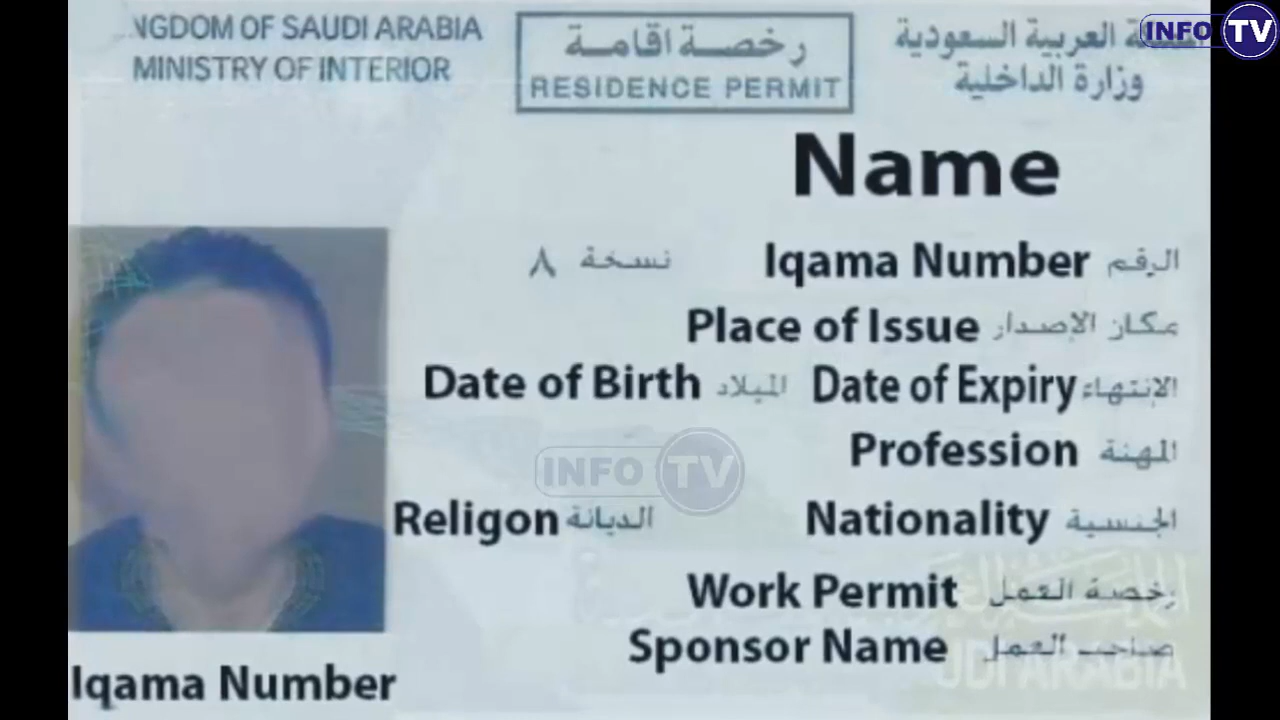 NGDOM OF SAUDI ARABIA
MINISTRY OF INTERIOR
رخصة اقامة
RESIDENCE PERMIT
العربية السعودية
وزارة الداخلية
INFO TV
Name
Iqama Number الرقم
نسخة ٨
Place of Issue مكان الإصدار
Date of Expiry الإنتهاء
Date of Birth الميلاد
Profession المهنة
INFO TV
Nationality الجنسية
Religon الديانة
Work Permit رخصة العمل
Sponsor Name صاحب العمل
UDI ARABIA
Iqama Number